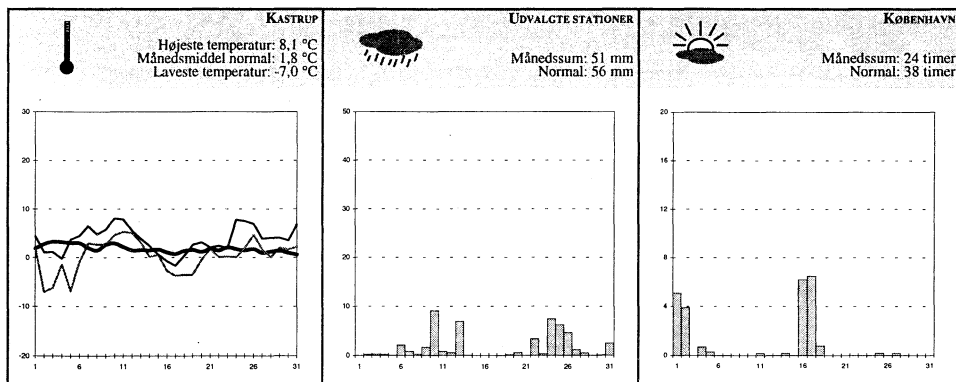 KASTRUP
Højeste temperatur: 8,1 °C
Månedsmiddel normal: 1,8 °C
Laveste temperatur: -7,0 °C
30
20
10
0
-10
-20
1 6 11 16 21 26 31
UDVALGTE STATIONER
Månedssum: 51 mm
Normal: 56 mm
50
40
30
20
10
0
1 6 11 16 21 26 31
KØBENHAVN
Månedssum: 24 timer
Normal: 38 timer
20
16
12
8
4
0
1 6 11 16 21 26 31